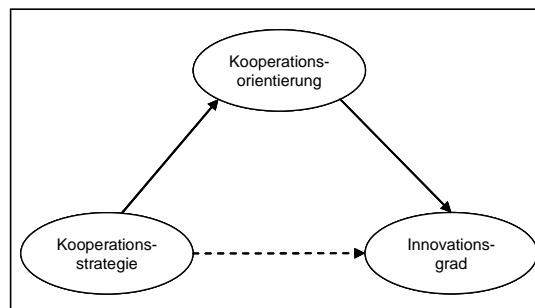 Kooperations-
orientierung
Kooperations-
strategie
Innovations-
grad